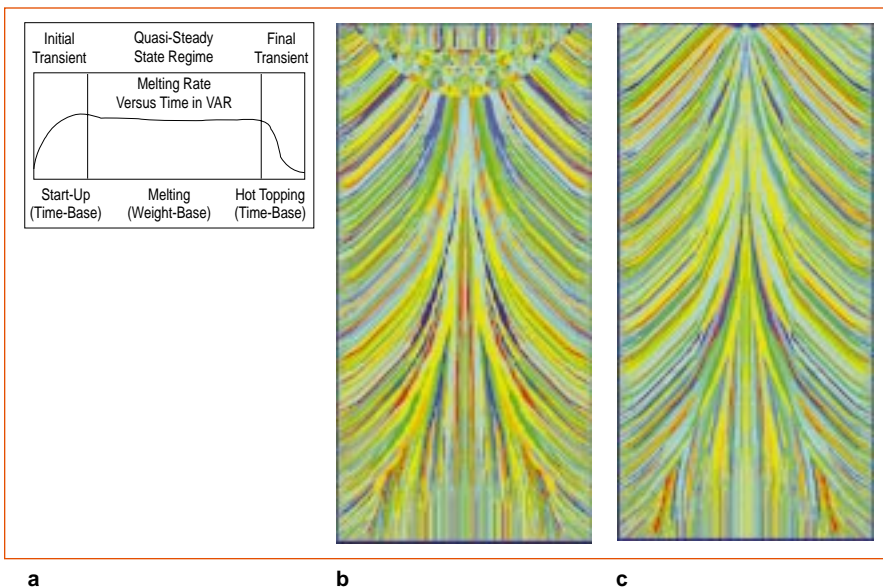 Initial Transient
Quasi-Steady State Regime
Final Transient
Melting Rate
Versus Time in VAR
Start-Up (Time-Base)
Melting (Weight-Base)
Hot Topping (Time-Base)
a
b
c